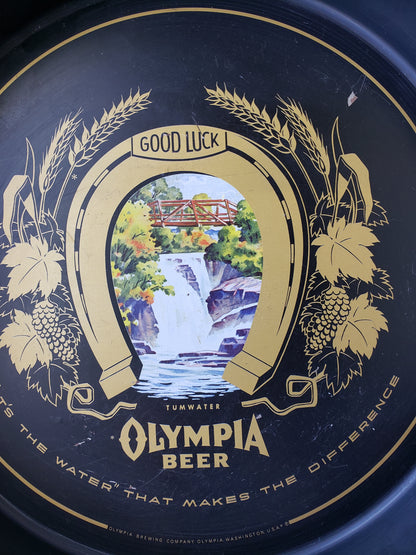 GOOD LUCK
TUMWATER
OLYMPIA
BEER
IT'S THE WATER THAT MAKES THE DIFFERENCE
OLYMPIA BREWING COMPANY, OLYMPIA, WASHINGTON, U.S.A. ®